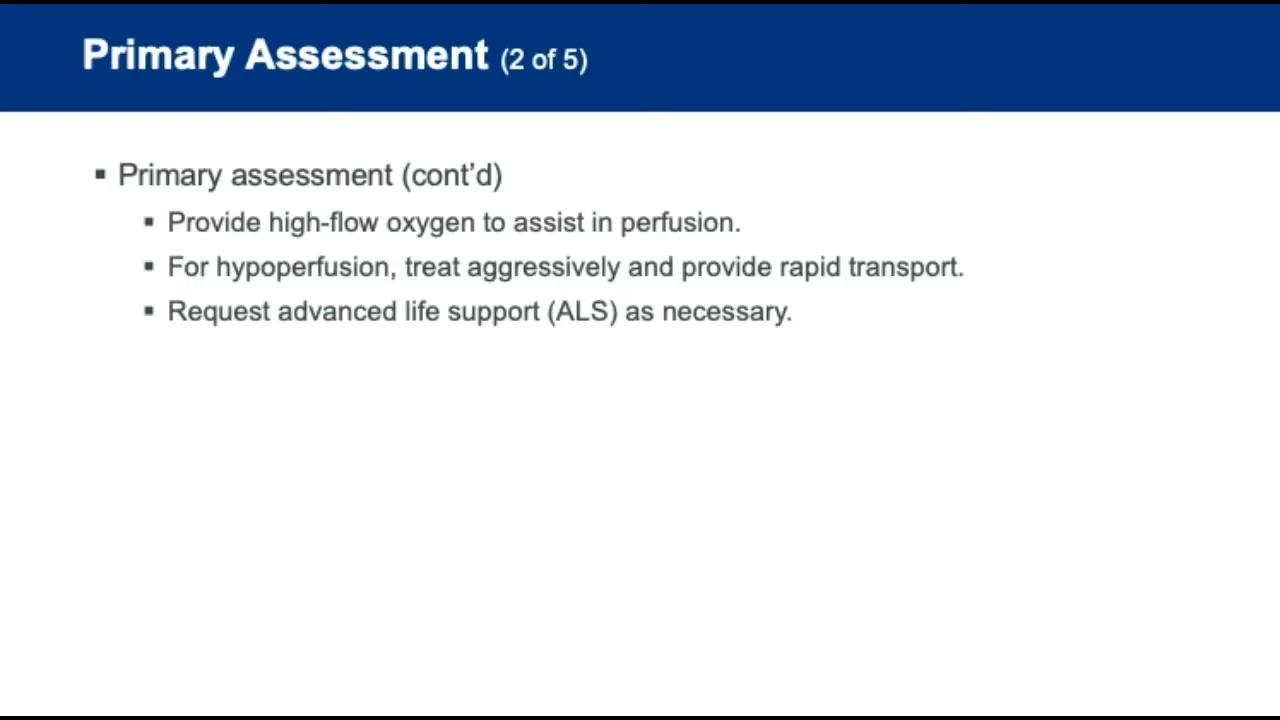 Primary Assessment (2 of 5)
▪ Primary assessment (cont’d)
▪ Provide high-flow oxygen to assist in perfusion.
▪ For hypoperfusion, treat aggressively and provide rapid transport.
▪ Request advanced life support (ALS) as necessary.